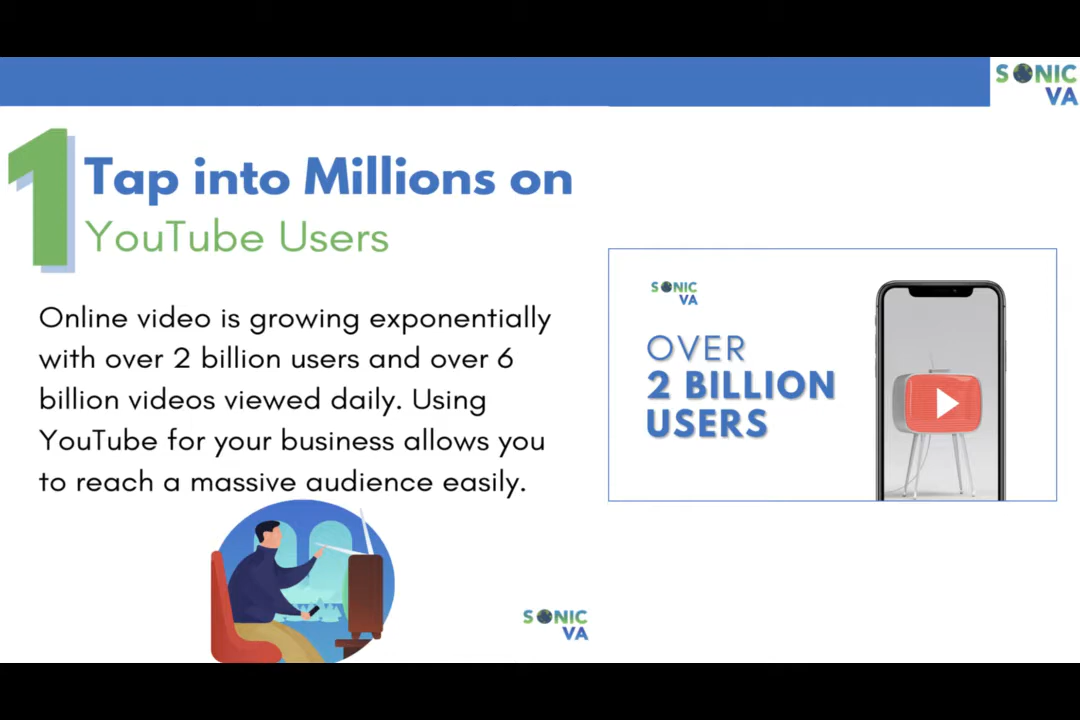 SONIC
VA
1
Tap into Millions on
YouTube Users
Online video is growing exponentially
with over 2 billion users and over 6
billion videos viewed daily. Using
YouTube for your business allows you
to reach a massive audience easily.
SONIC
VA
OVER
2 BILLION
USERS
SONIC
VA